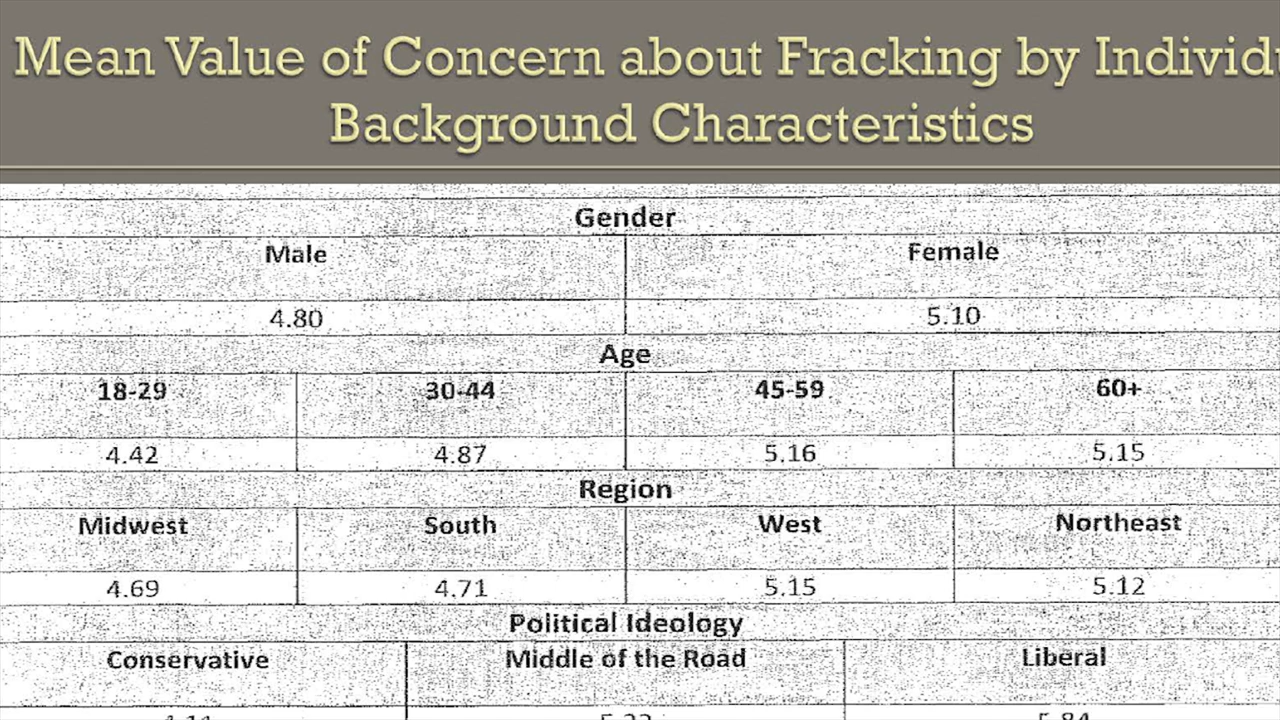 Mean Value of Concern about Fracking by Individu
Background Characteristics
Gender
Male Female
4.80 5.10
Age
18-29 30-44 45-59 60+
4.42 4.87 5.16 5.15
Region
Midwest South West Northeast
4.69 4.71 5.15 5.12
Political Ideology
Conservative Middle of the Road Liberal